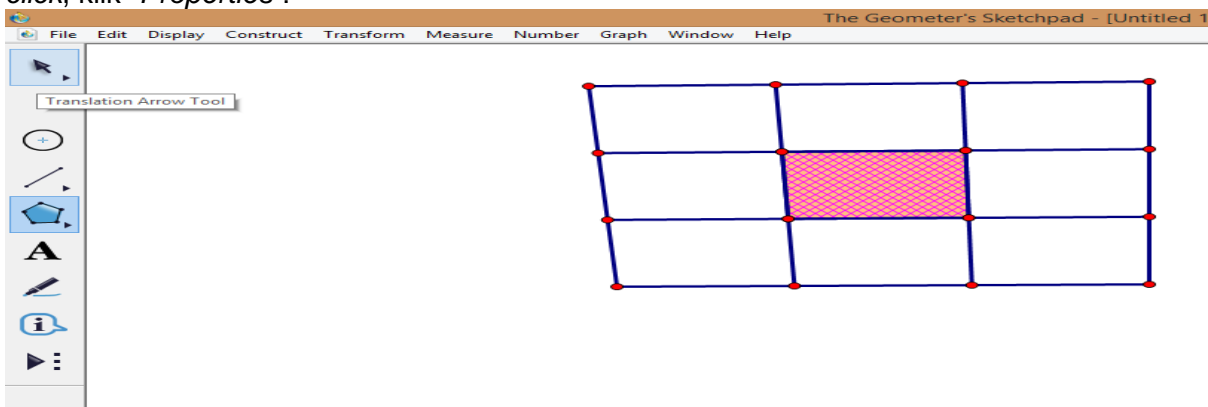 click, klik "Properties".
The Geometer's Sketchpad - [Untitled 1
File Edit Display Construct Transform Measure Number Graph Window Help
Translation Arrow Tool
A
i